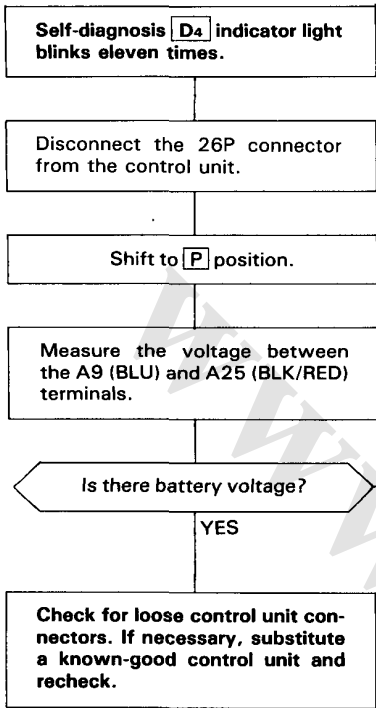 Self-diagnosis D4 indicator light
blinks eleven times.
Disconnect the 26P connector
from the control unit.
Shift to P position.
Measure the voltage between
the A9 (BLU) and A25 (BLK/RED)
terminals.
Is there battery voltage?
YES
Check for loose control unit con-
nectors. If necessary, substitute
a known-good control unit and
recheck.